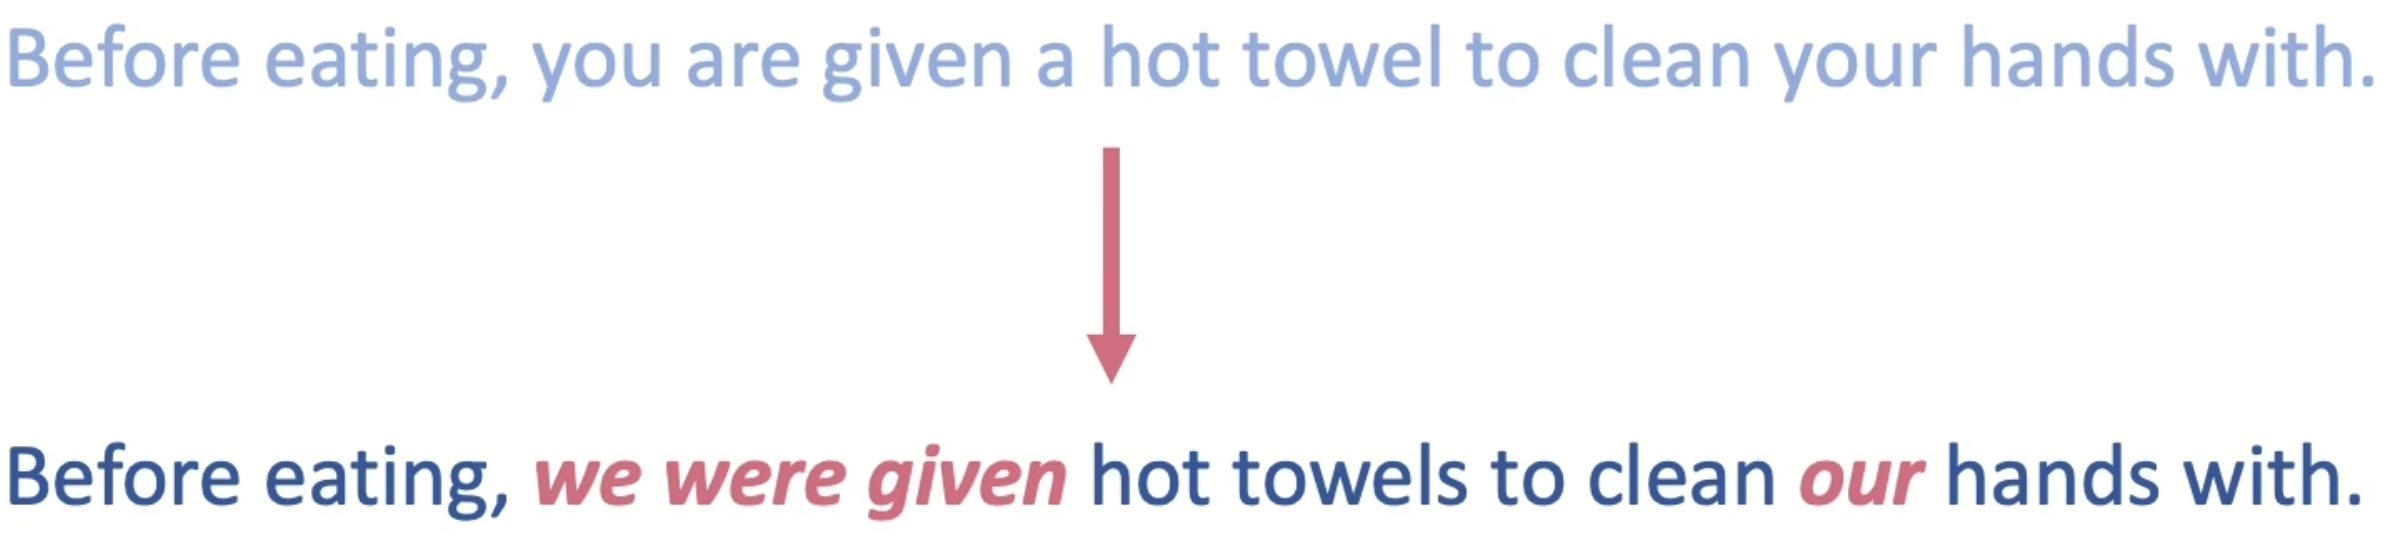 Before eating, you are given a hot towel to clean your hands with.
Before eating, we were given hot towels to clean our hands with.